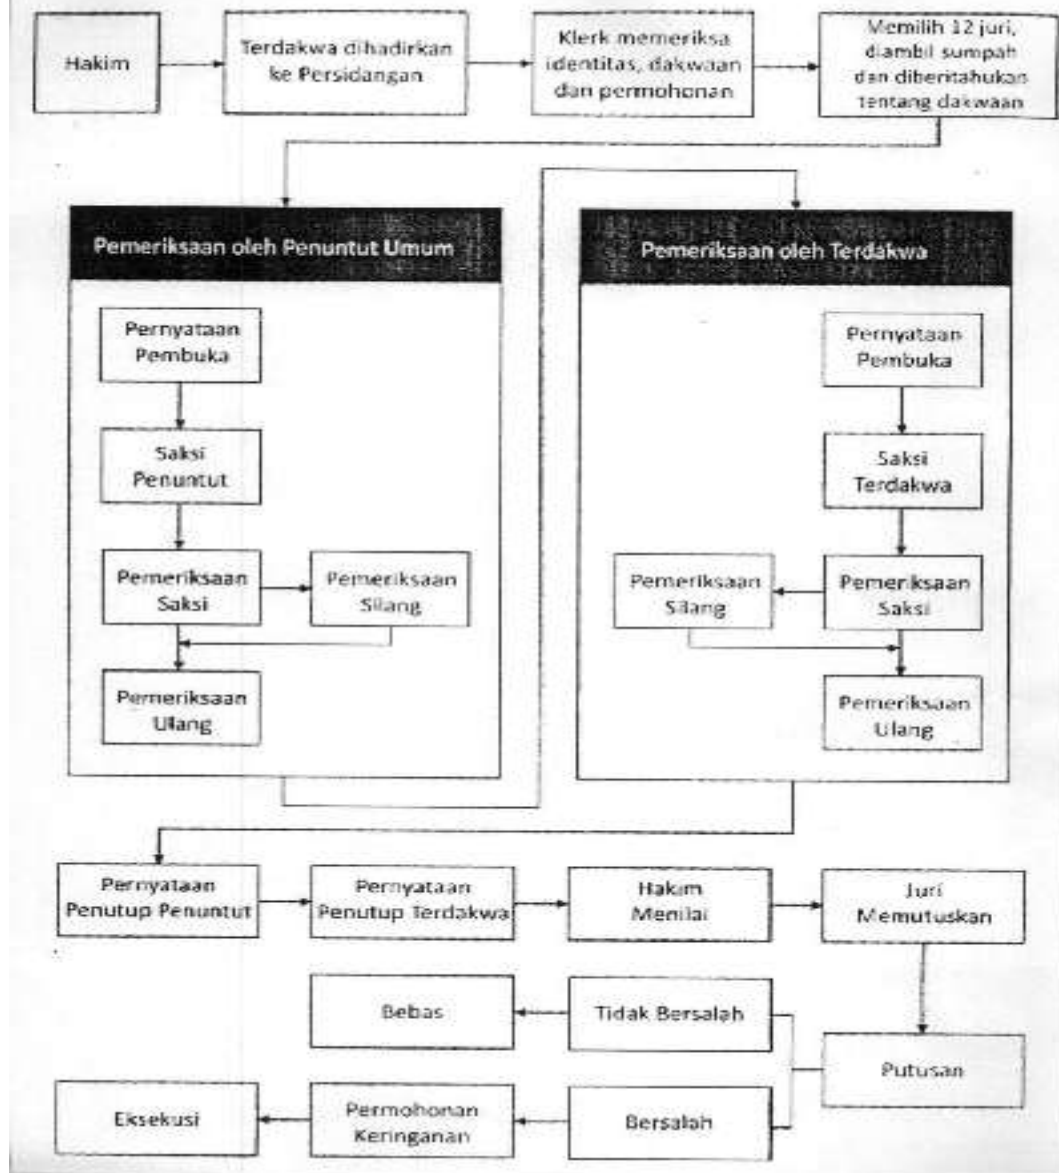 Hakim
Terdakwa dihadirkan
ke Persidangan
Klerk memeriksa
identitas, dakwaan
dan permohonan
Memilih 12 juri,
diambil sumpah
dan diberitahukan
tentang dakwaan
Pemeriksaan oleh Penuntut Umum
Pernyataan
Pembuka
Saksi
Penuntut
Pemeriksaan
Saksi
Pemeriksaan
Silang
Pemeriksaan
Ulang
Pemeriksaan oleh Terdakwa
Pernyataan
Pembuka
Saksi
Terdakwa
Pemeriksaan
Saksi
Pemeriksaan
Silang
Pemeriksaan
Ulang
Pernyataan
Penutup Penuntut
Pernyataan
Penutup Terdakwa
Hakim
Menilai
Juri
Memutuskan
Putusan
Tidak Bersalah
Bebas
Bersalah
Permohonan
Keringanan
Eksekusi